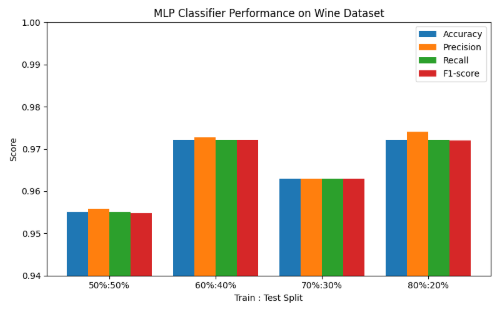 MLP Classifier Performance on Wine Dataset
1.00
0.99
0.98
0.97
0.96
0.95
0.94
Score
Accuracy
Precision
Recall
F1-score
50%:50%
60%:40%
70%:30%
80%:20%
Train : Test Split